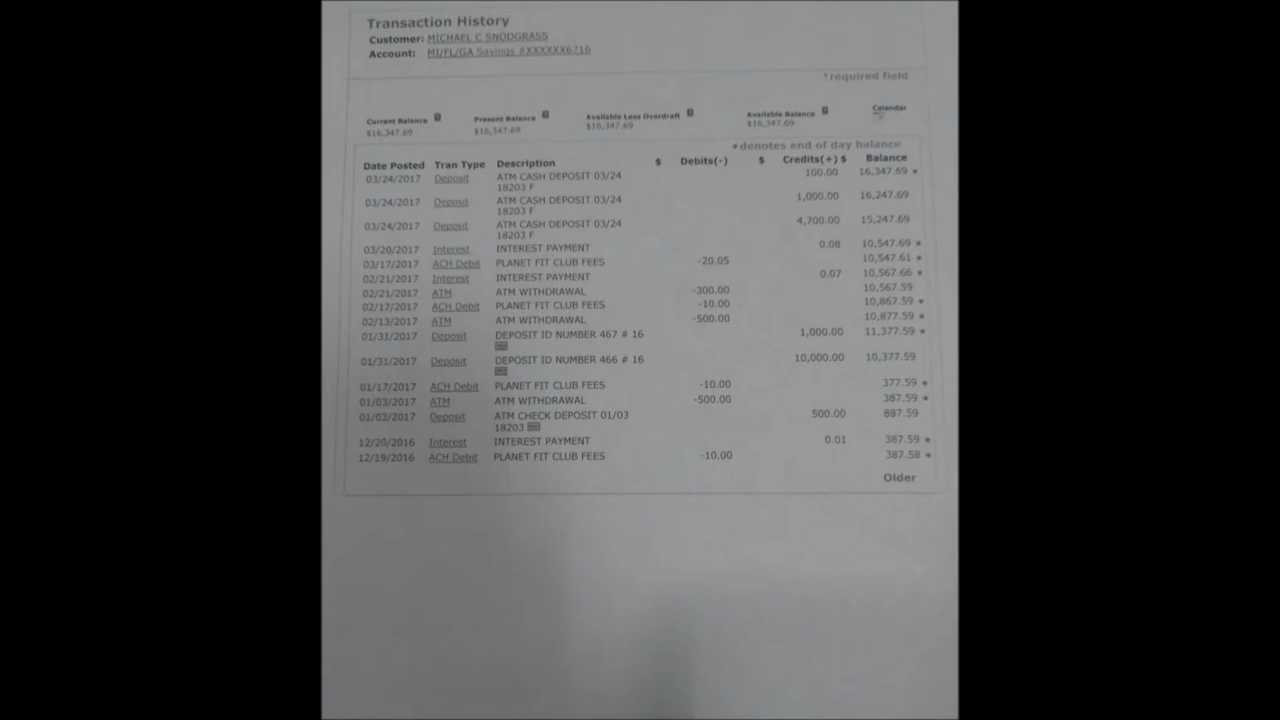 Transaction History
Customer: MICHAEL C SNODGRASS
Account: MI/FL/GA Savings #XXXXXX6716
*required field
Current Balance Present Balance Available Less Overdraft Available Balance Calendar
$16,347.69 $16,347.69 $16,347.69 $16,347.69
*denotes end of day balance
Date Posted Tran Type Description $ Debits(-) $ Credits(+) $ Balance
03/24/2017 Deposit ATM CASH DEPOSIT 03/24 100.00 16,347.69 *
18203 F
03/24/2017 Deposit ATM CASH DEPOSIT 03/24 1,000.00 16,247.69
18203 F
03/24/2017 Deposit ATM CASH DEPOSIT 03/24 4,700.00 15,247.69
18203 F
03/20/2017 Interest INTEREST PAYMENT 0.08 10,547.69 *
03/17/2017 ACH Debit PLANET FIT CLUB FEES -20.05 10,547.61 *
02/21/2017 Interest INTEREST PAYMENT 0.07 10,567.66 *
02/21/2017 ATM ATM WITHDRAWAL -300.00 10,567.59
02/17/2017 ACH Debit PLANET FIT CLUB FEES -10.00 10,867.59 *
02/13/2017 ATM ATM WITHDRAWAL -500.00 10,877.59 *
01/31/2017 Deposit DEPOSIT ID NUMBER 467 # 16 1,000.00 11,377.59 *
01/31/2017 Deposit DEPOSIT ID NUMBER 466 # 16 10,000.00 10,377.59
01/17/2017 ACH Debit PLANET FIT CLUB FEES -10.00 377.59 *
01/03/2017 ATM ATM WITHDRAWAL -500.00 387.59 *
01/03/2017 Deposit ATM CHECK DEPOSIT 01/03 500.00 887.59
18203
12/20/2016 Interest INTEREST PAYMENT 0.01 387.59 *
12/19/2016 ACH Debit PLANET FIT CLUB FEES -10.00 387.58 *
Older